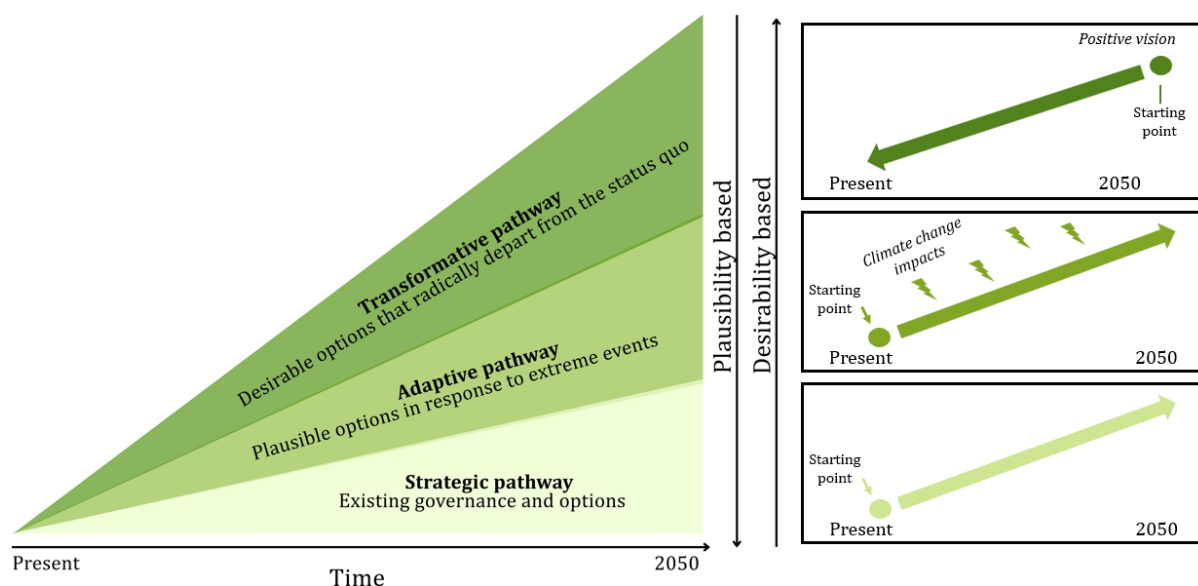 Transformative pathway
Desirable options that radically depart from the status quo
Adaptive pathway
Plausible options in response to extreme events
Strategic pathway
Existing governance and options
Present
2050
Time
Plausibility based
Desirability based
Positive vision
Starting
point
Present
2050
Climate change
impacts
Starting
point
Present
2050
Starting
point
Present
2050